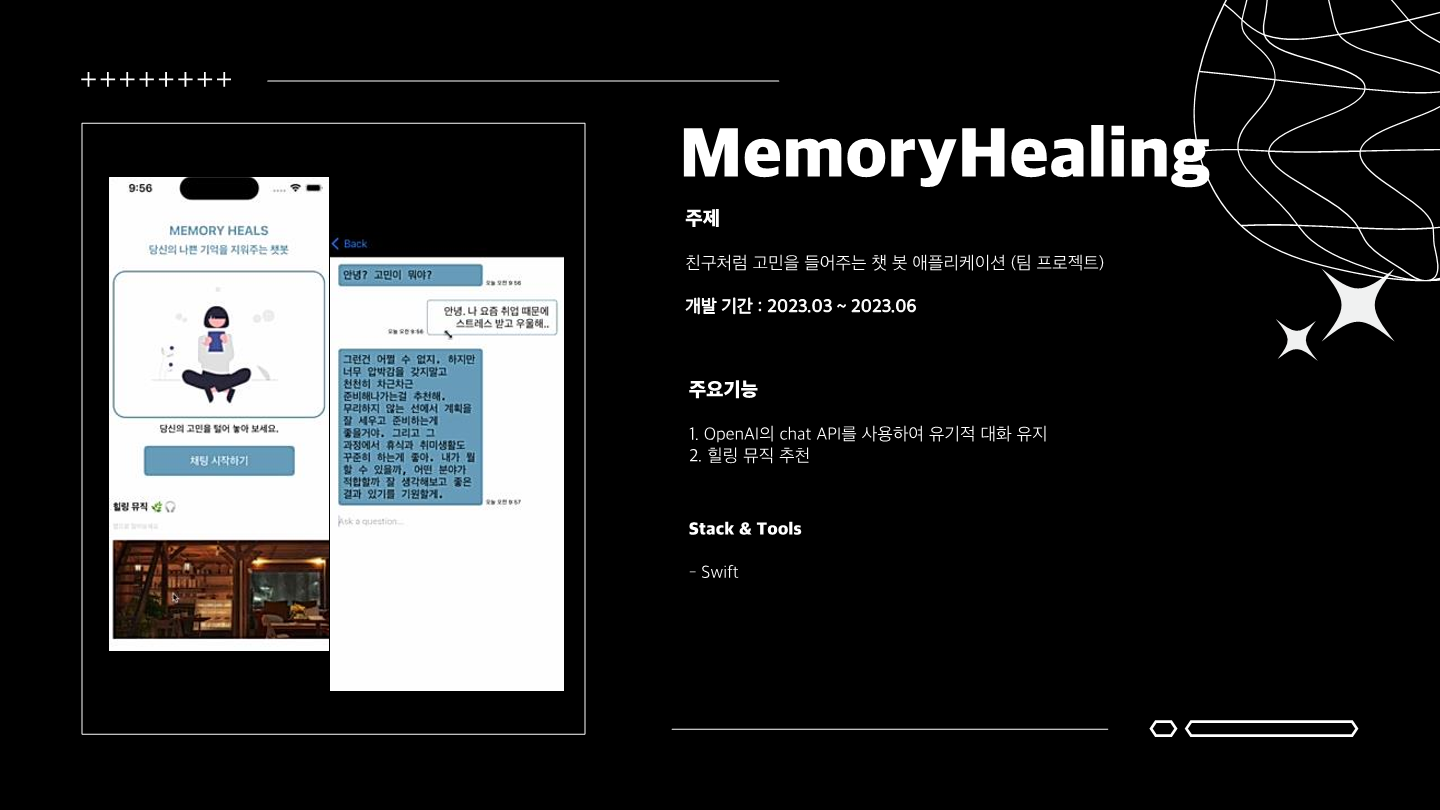 MemoryHealing
주제
친구처럼 고민을 들어주는 챗 봇 애플리케이션 (팀 프로젝트)
개발 기간 : 2023.03 ~ 2023.06
주요기능
1. OpenAI의 chat API를 사용하여 유기적 대화 유지
2. 힐링 뮤직 추천
Stack & Tools
- Swift
9:56
MEMORY HEALS
당신의 나쁜 기억을 지워주는 챗봇
당신의 고민을 털어 놓아 보세요.
채팅 시작하기
힐링 뮤직
Back
안녕? 고민이 뭐야?
오늘 오전 9:56
안녕. 나 요즘 취업 때문에
스트레스 받고 우울해..
오늘 오전 9:56
그런건 어쩔 수 없지. 하지만
너무 압박감을 갖지말고
천천히 차근차근
준비해나가는걸 추천해.
무리하지 않는 선에서 계획을
잘 세우고 준비하는게
좋을거야. 그리고 그
과정에서 휴식과 취미생활도
꾸준히 하는게 좋아. 내가 뭘
할 수 있을까, 어떤 분야가
적합할까 잘 생각해보고 좋은
결과 있기를 기원할게.
오늘 오전 9:57
Ask a question...